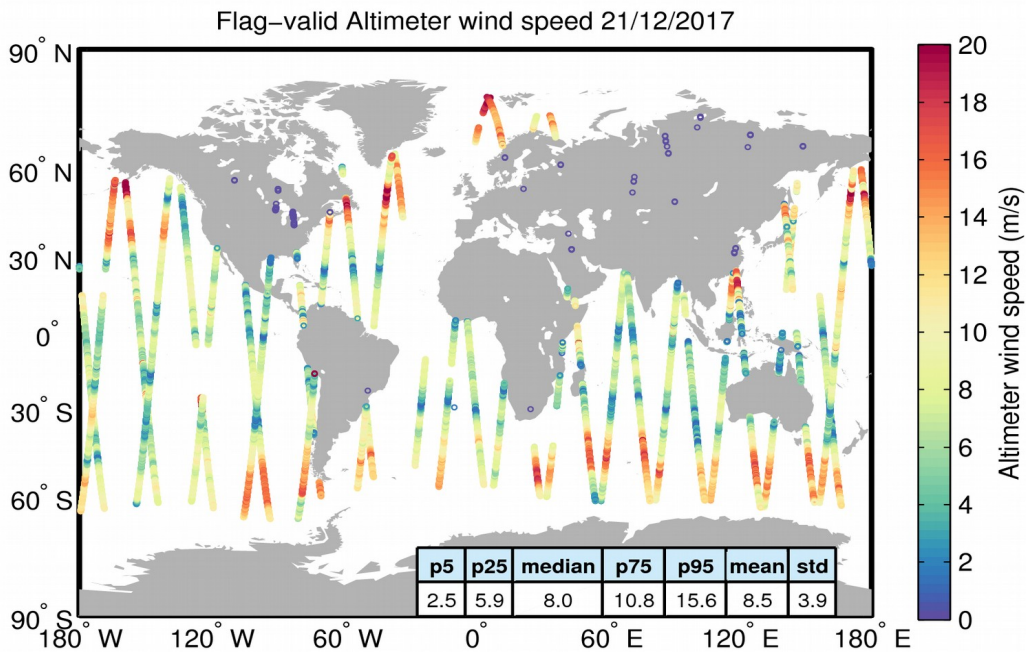 Flag−valid Altimeter wind speed 21/12/2017
90° N
60° N
30° N
0°
30° S
60° S
90° S
180° W 120° W 60° W 0° 60° E 120° E 180° E
p5 p25 median p75 p95 mean std
2.5 5.9 8.0 10.8 15.6 8.5 3.9
20
18
16
14
12
10
8
6
4
2
0
Altimeter wind speed (m/s)